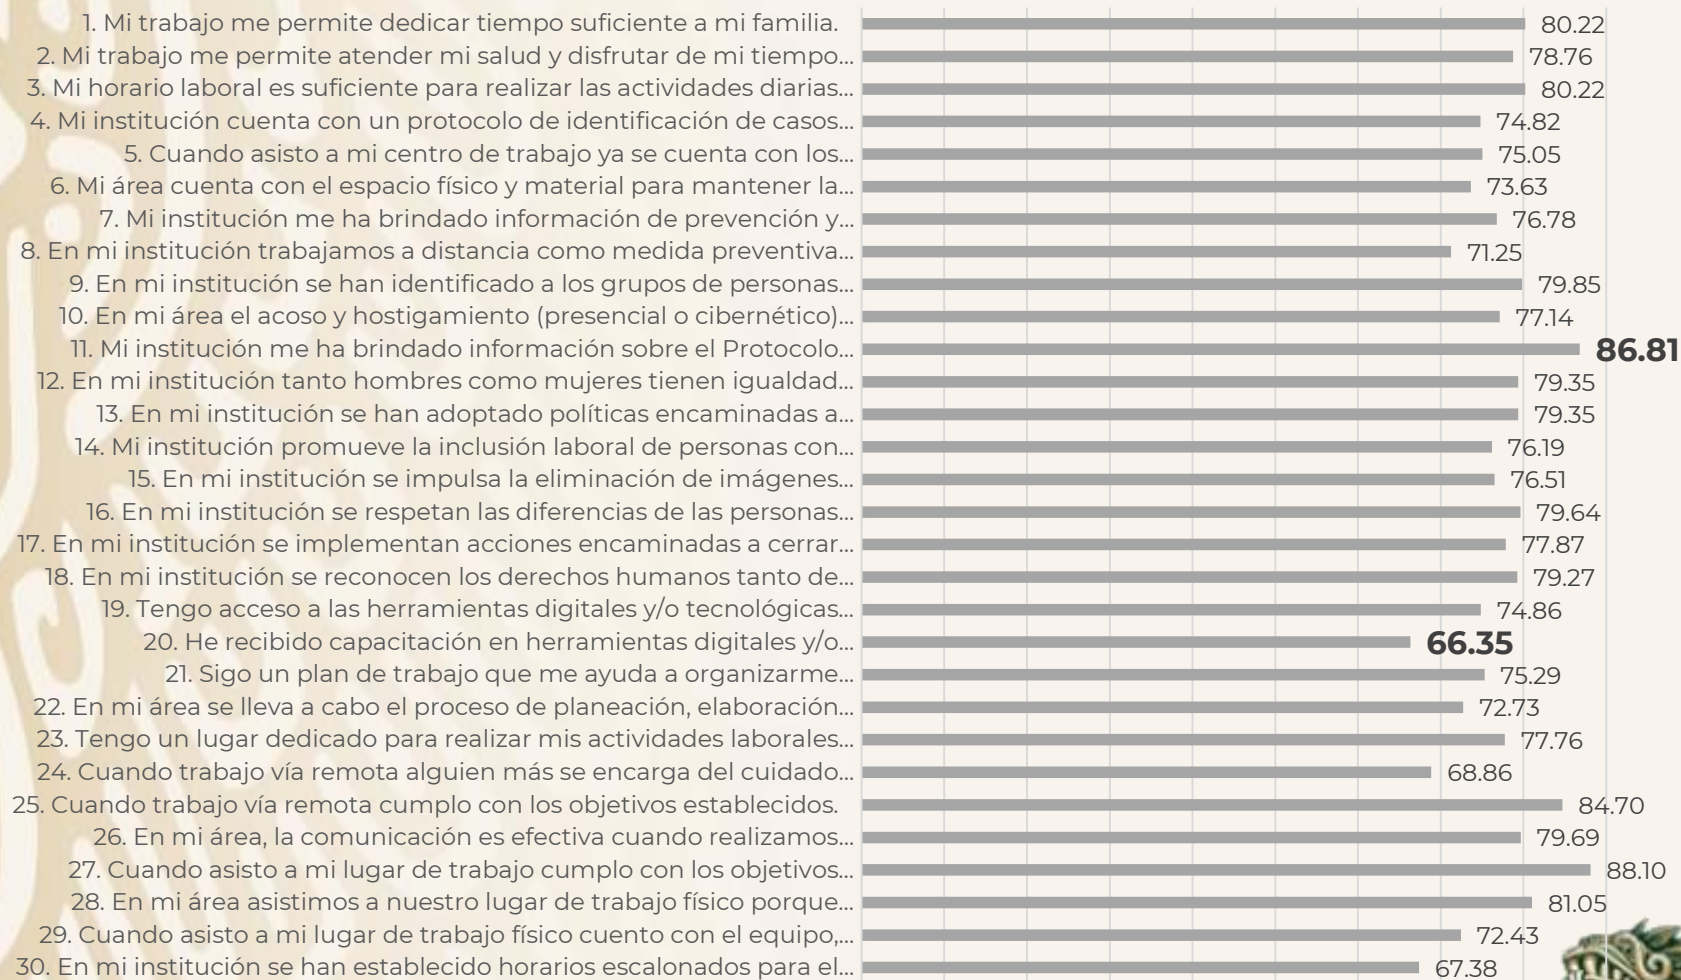 1. Mi trabajo me permite dedicar tiempo suficiente a mi familia. 80.22
2. Mi trabajo me permite atender mi salud y disfrutar de mi tiempo... 78.76
3. Mi horario laboral es suficiente para realizar las actividades diarias... 80.22
4. Mi institución cuenta con un protocolo de identificación de casos... 74.82
5. Cuando asisto a mi centro de trabajo ya se cuenta con los... 75.05
6. Mi área cuenta con el espacio físico y material para mantener la... 73.63
7. Mi institución me ha brindado información de prevención y... 76.78
8. En mi institución trabajamos a distancia como medida preventiva... 71.25
9. En mi institución se han identificado a los grupos de personas... 79.85
10. En mi área el acoso y hostigamiento (presencial o cibernético)... 77.14
11. Mi institución me ha brindado información sobre el Protocolo... 86.81
12. En mi institución tanto hombres como mujeres tienen igualdad... 79.35
13. En mi institución se han adoptado políticas encaminadas a... 79.35
14. Mi institución promueve la inclusión laboral de personas con... 76.19
15. En mi institución se impulsa la eliminación de imágenes... 76.51
16. En mi institución se respetan las diferencias de las personas... 79.64
17. En mi institución se implementan acciones encaminadas a cerrar... 77.87
18. En mi institución se reconocen los derechos humanos tanto de... 79.27
19. Tengo acceso a las herramientas digitales y/o tecnológicas... 74.86
20. He recibido capacitación en herramientas digitales y/o... 66.35
21. Sigo un plan de trabajo que me ayuda a organizarme... 75.29
22. En mi área se lleva a cabo el proceso de planeación, elaboración... 72.73
23. Tengo un lugar dedicado para realizar mis actividades laborales... 77.76
24. Cuando trabajo vía remota alguien más se encarga del cuidado... 68.86
25. Cuando trabajo vía remota cumplo con los objetivos establecidos. 84.70
26. En mi área, la comunicación es efectiva cuando realizamos... 79.69
27. Cuando asisto a mi lugar de trabajo cumplo con los objetivos... 88.10
28. En mi área asistimos a nuestro lugar de trabajo físico porque... 81.05
29. Cuando asisto a mi lugar de trabajo físico cuento con el equipo,... 72.43
30. En mi institución se han establecido horarios escalonados para el... 67.38